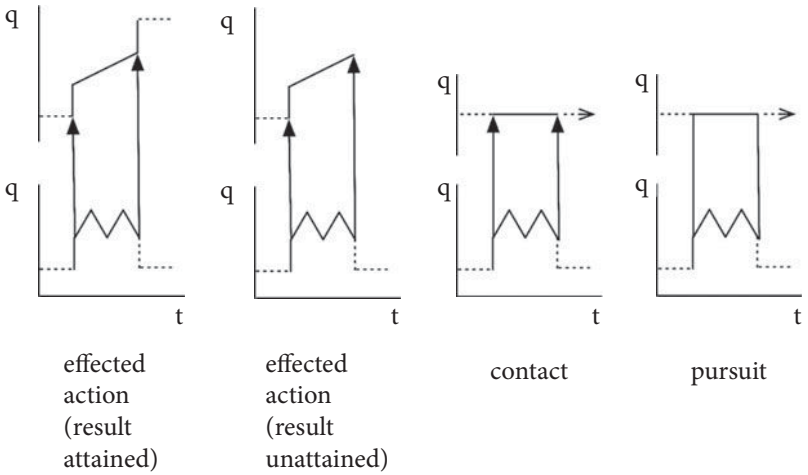 q
q
q
q
q
q
q
q
t
t
t
t
effected
action
(result
attained)
effected
action
(result
unattained)
contact
pursuit